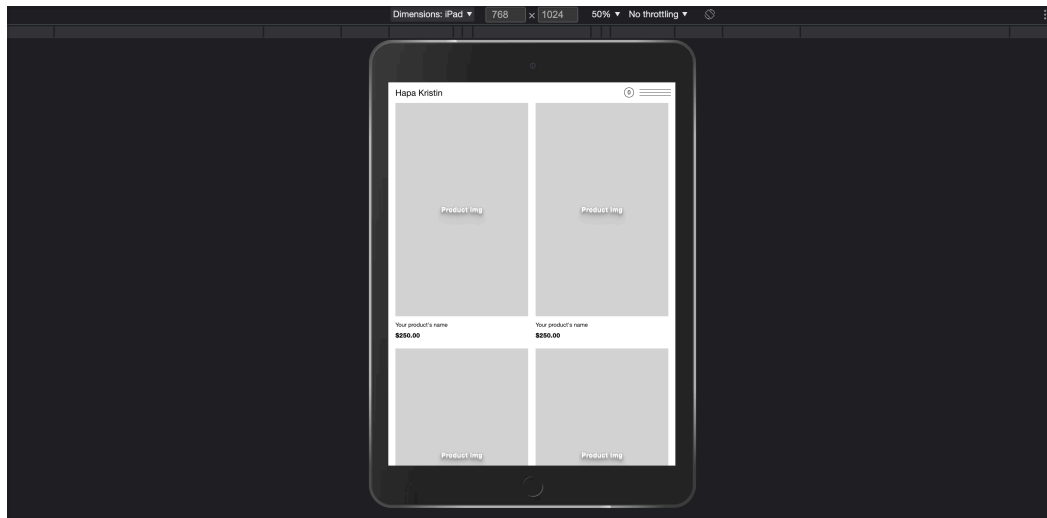 Dimensions: iPad ▼ 768 × 1024 50% ▼ No throttling ▼
Hapa Kristin 0
Product Img Product Img
Your product's name Your product's name
$250.00 $250.00
Product Img Product Img